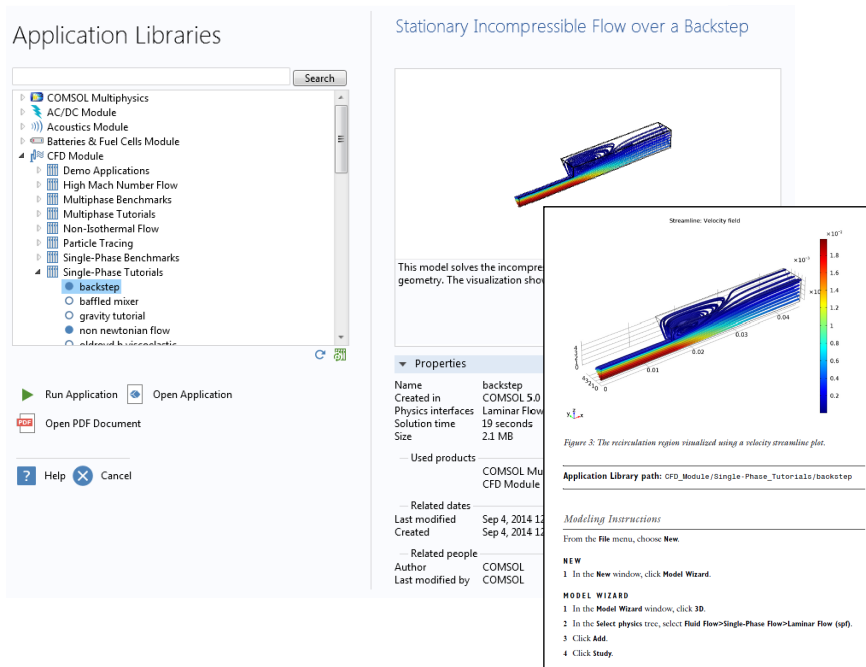 Application Libraries
Search
COMSOL Multiphysics
AC/DC Module
Acoustics Module
Batteries & Fuel Cells Module
CFD Module
Demo Applications
High Mach Number Flow
Multiphase Benchmarks
Multiphase Tutorials
Non-Isothermal Flow
Particle Tracing
Single-Phase Benchmarks
Single-Phase Tutorials
backstep
baffled mixer
gravity tutorial
non newtonian flow
Run Application
Open Application
PDF
Open PDF Document
? Help
Cancel
Stationary Incompressible Flow over a Backstep
This model solves the incompre
geometry. The visualization sho
Properties
Name backstep
Created in COMSOL 5.0
Physics interfaces Laminar Flow
Solution time 19 seconds
Size 2.1 MB
Used products
COMSOL Mu
CFD Module
Related dates
Last modified Sep 4, 2014 12
Created Sep 4, 2014 12
Related people
Author COMSOL
Last modified by COMSOL
Streamline: Velocity field
1.8
1.6
1.4
1.2
1
0.8
0.6
0.4
0.2
0.04
0.03
0.02
0.01
0
y z x
Figure 3: The recirculation region visualized using a velocity streamline plot.
Application Library path: CFD_Module/Single-Phase_Tutorials/backstep
Modeling Instructions
From the File menu, choose New.
NEW
1 In the New window, click Model Wizard.
MODEL WIZARD
1 In the Model Wizard window, click 3D.
2 In the Select physics tree, select Fluid Flow>Single-Phase Flow>Laminar Flow (spf).
3 Click Add.
4 Click Study.